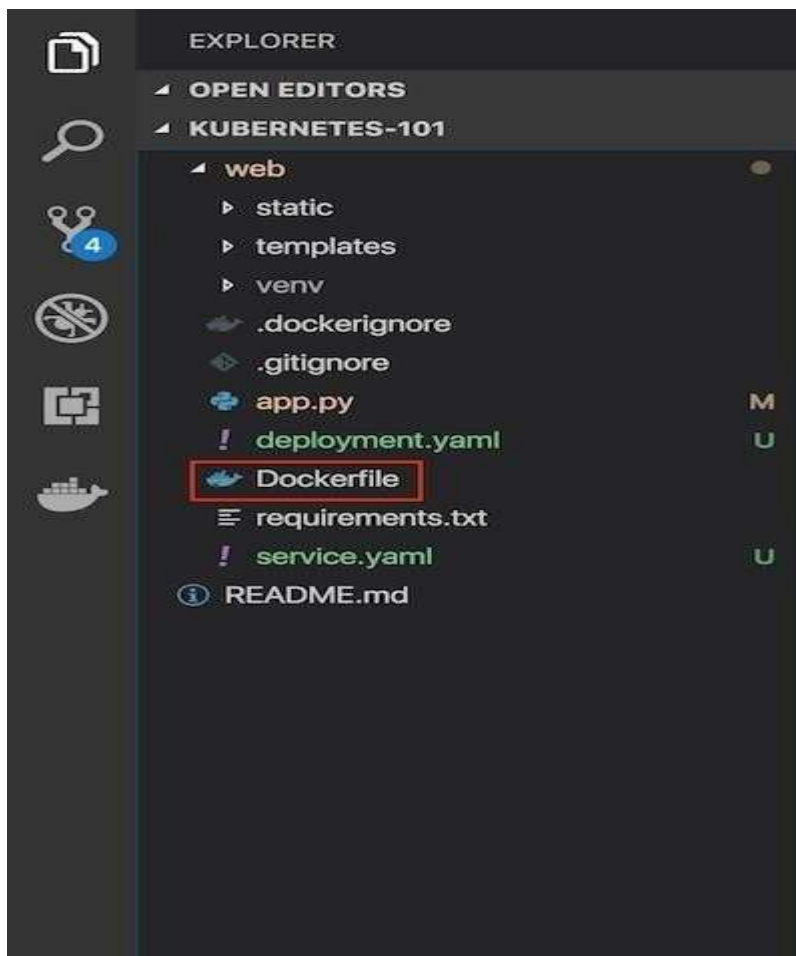 EXPLORER
OPEN EDITORS
KUBERNETES-101
web
static
templates
4
venv
.dockerignore
.gitignore
app.py M
deployment.yaml U
Dockerfile
requirements.txt
service.yaml U
README.md